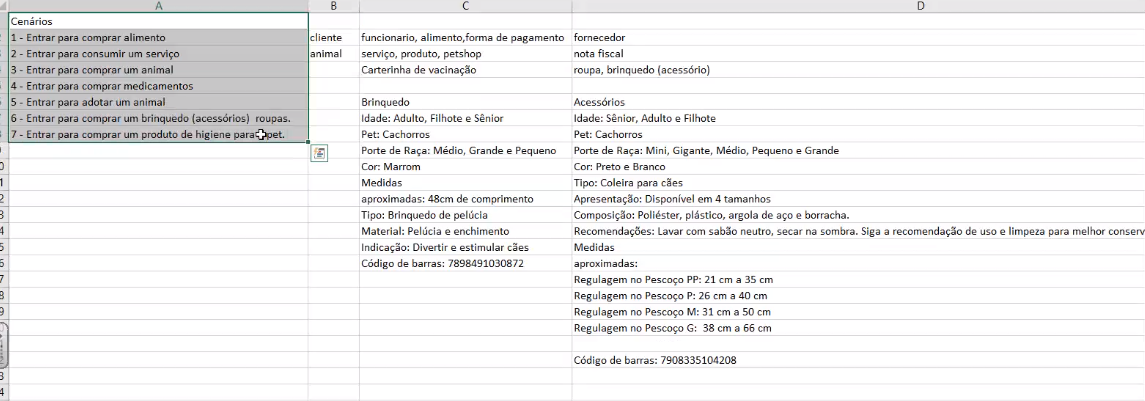 A B C D
Cenários
1 - Entrar para comprar alimento cliente funcionario, alimento,forma de pagamento fornecedor
2 - Entrar para consumir um serviço animal serviço, produto, petshop nota fiscal
3 - Entrar para comprar um animal Carterinha de vacinação roupa, brinquedo (acessório)
4 - Entrar para comprar medicamentos
5 - Entrar para adotar um animal Brinquedo Acessórios
6 - Entrar para comprar um brinquedo (acessórios) roupas. Idade: Adulto, Filhote e Sênior Idade: Sênior, Adulto e Filhote
7 - Entrar para comprar um produto de higiene para pet. Pet: Cachorros Pet: Cachorros
Porte de Raça: Médio, Grande e Pequeno Porte de Raça: Mini, Gigante, Médio, Pequeno e Grande
Cor: Marrom Cor: Preto e Branco
Medidas Tipo: Coleira para cães
aproximadas: 48cm de comprimento Apresentação: Disponível em 4 tamanhos
Tipo: Brinquedo de pelúcia Composição: Poliéster, plástico, argola de aço e borracha.
Material: Pelúcia e enchimento Recomendações: Lavar com sabão neutro, secar na sombra. Siga a recomendação de uso e limpeza para melhor conserv
Indicação: Divertir e estimular cães Medidas
Código de barras: 7898491030872 aproximadas:
Regulagem no Pescoço PP: 21 cm a 35 cm
Regulagem no Pescoço P: 26 cm a 40 cm
Regulagem no Pescoço M: 31 cm a 50 cm
Regulagem no Pescoço G: 38 cm a 66 cm
Código de barras: 7908335104208